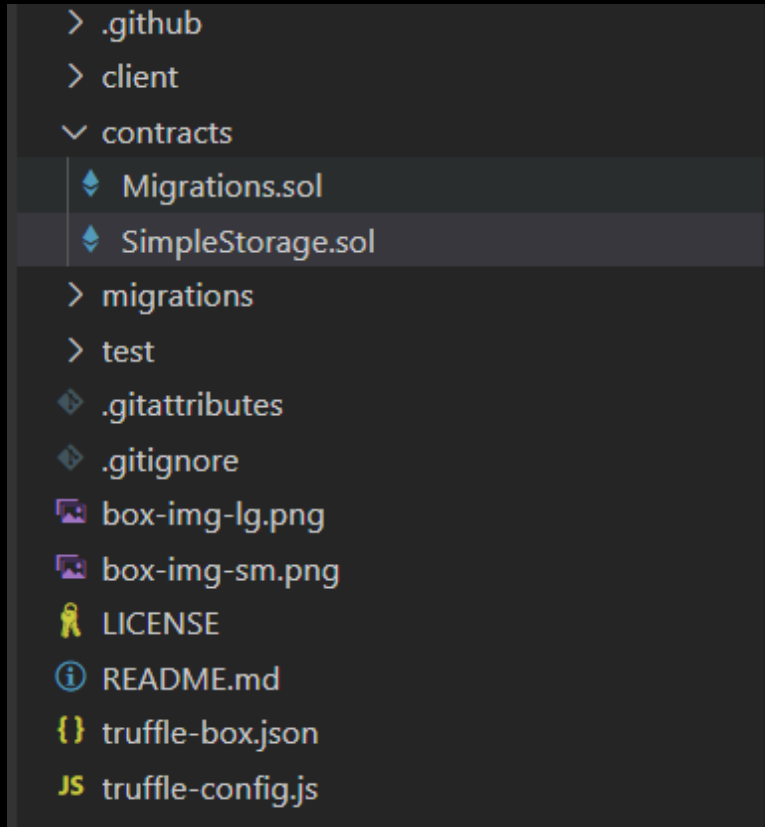 .github
client
contracts
Migrations.sol
SimpleStorage.sol
migrations
test
.gitattributes
.gitignore
box-img-lg.png
box-img-sm.png
LICENSE
README.md
{} truffle-box.json
JS truffle-config.js